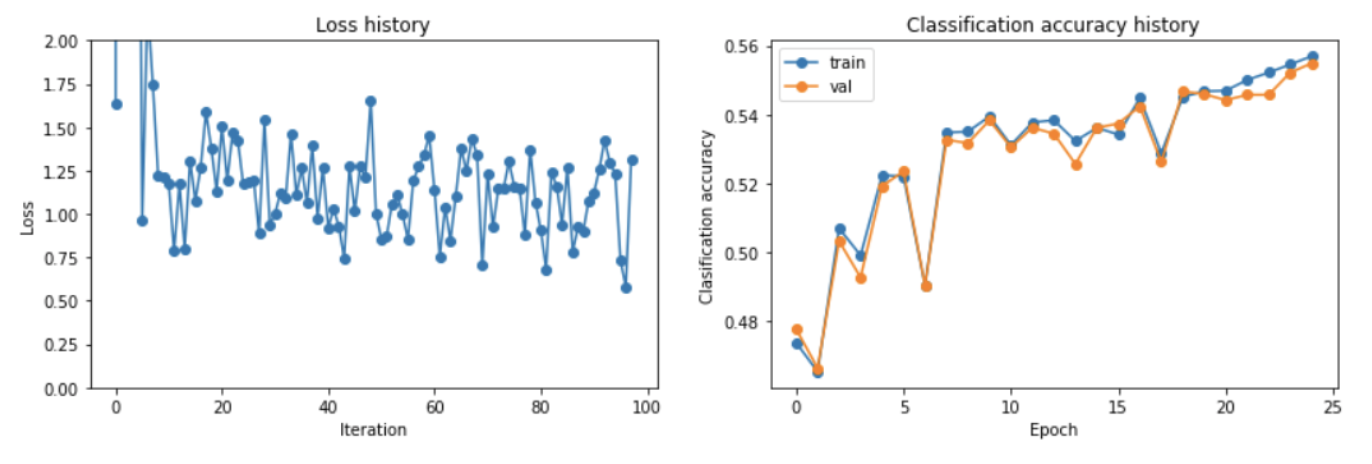 Loss history
2.00
1.75
1.50
1.25
1.00
0.75
0.50
0.25
0.00
Loss
0 20 40 60 80 100
Iteration
Classification accuracy history
train
val
0.56
0.54
0.52
0.50
0.48
Clasification accuracy
0 5 10 15 20 25
Epoch